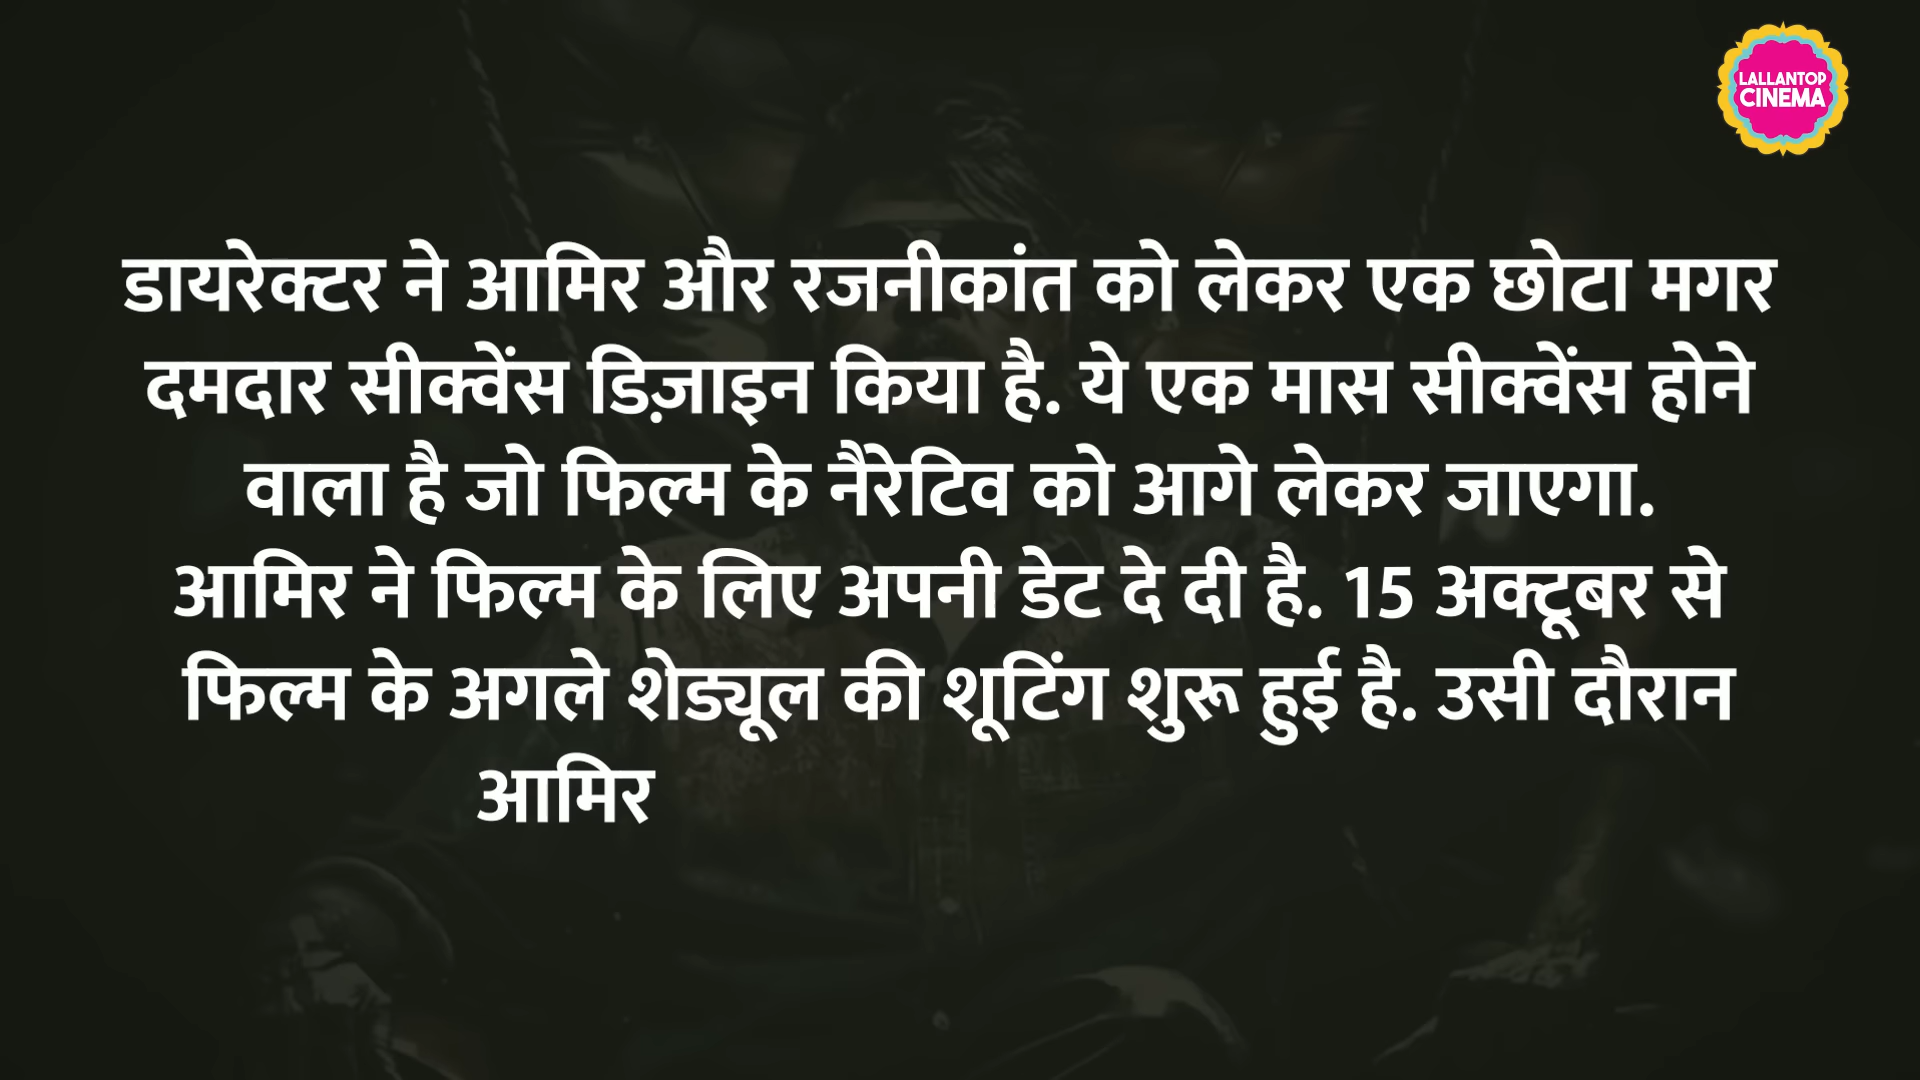 LALLANTOP
CINEMA
डायरेक्टर ने आमिर और रजनीकांत को लेकर एक छोटा मगर
दमदार सीक्वेंस डिज़ाइन किया है. ये एक मास सीक्वेंस होने
वाला है जो फिल्म के नैरेटिव को आगे लेकर जाएगा.
आमिर ने फिल्म के लिए अपनी डेट दे दी है. 15 अक्टूबर से
फिल्म के अगले शेड्यूल की शूटिंग शुरू हुई है. उसी दौरान
आमिर